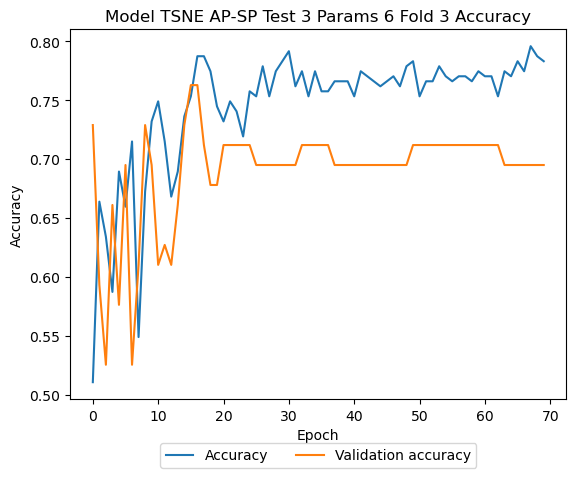 Model TSNE AP-SP Test 3 Params 6 Fold 3 Accuracy
0.80
0.75
0.70
0.65
0.60
0.55
0.50
Accuracy
0 10 20 30 40 50 60 70
Epoch
Accuracy Validation accuracy